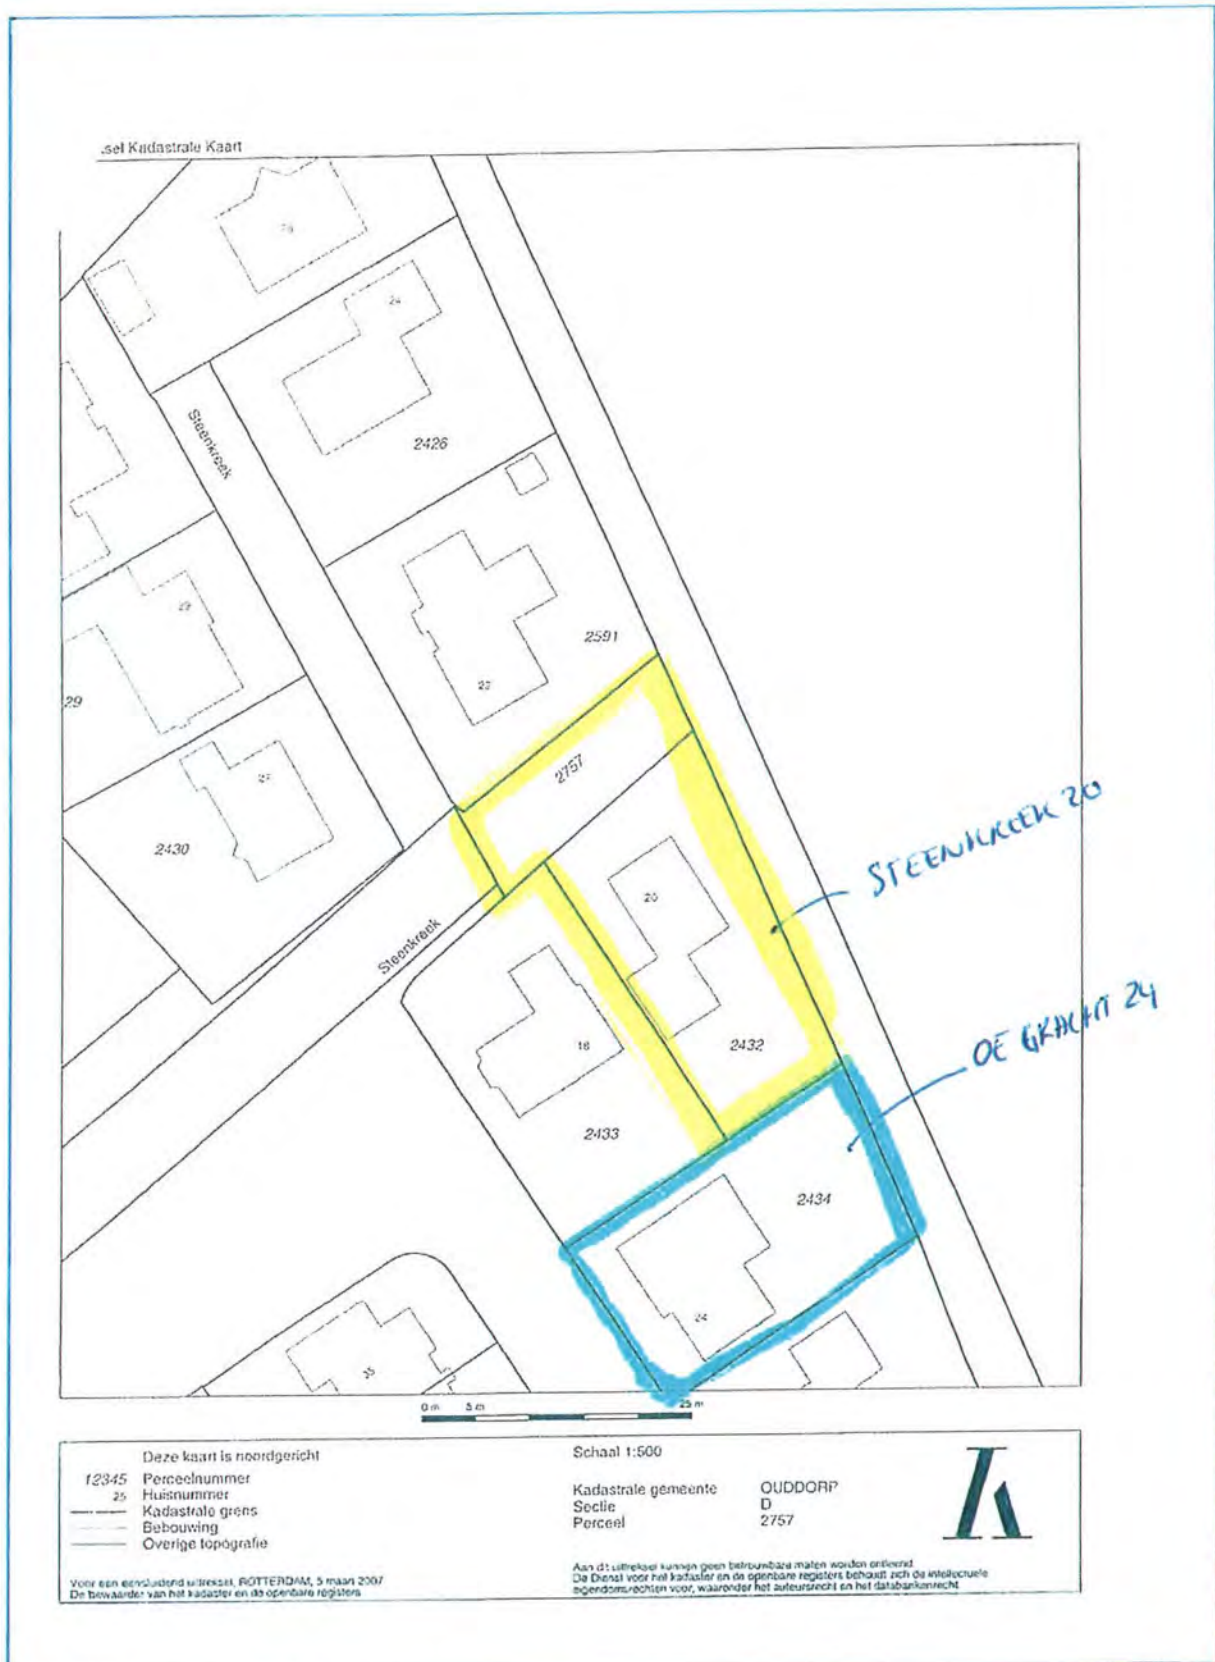 .sel Kadastrale Kaart
24
2426
Steenkreek
2591
22
29
2757
2430
STEENKREEK 20
20
Steenkreek
18
2432
DE GRACHT 24
2433
2434
24
35
0 m 5 m 25 m
Deze kaart is noordgericht
12345 Perceelnummer
25 Huisnummer
Kadastrale grens
Bebouwing
Overige topografie
Voor een eensluidend uittreksel, ROTTERDAM, 5 maart 2007
De bewaarder van het kadaster en de openbare registers
Schaal 1:500
Kadastrale gemeente OUDDORP
Sectie D
Perceel 2757
Aan dit uittreksel kunnen geen betrouwbare maten worden ontleend.
De Dienst voor het kadaster en de openbare registers behoudt zich de intellectuele
eigendomsrechten voor, waaronder het auteursrecht en het databankenrecht.